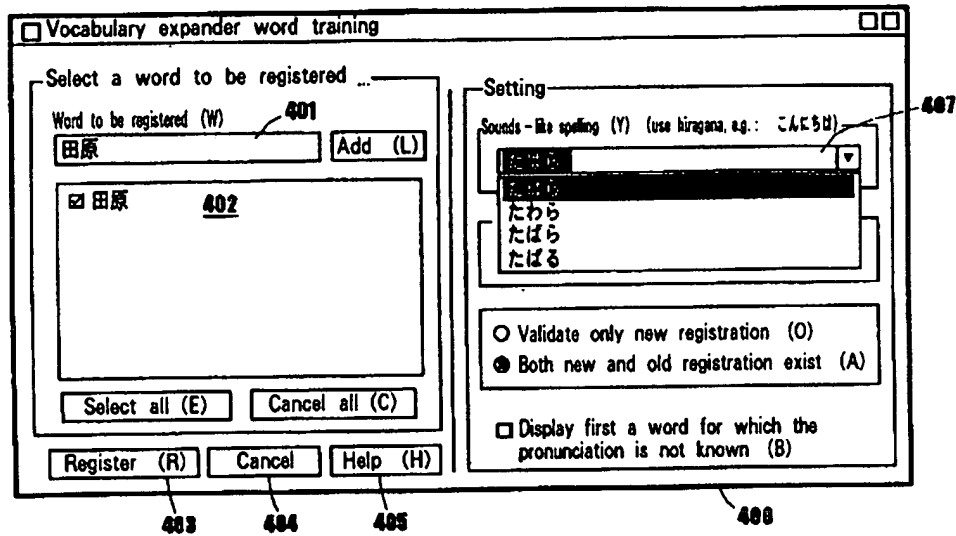 Vocabulary expander word training
Select a word to be registered ...
Word to be registered (W)
401
田原
Add (L)
田原
402
Select all (E)
Cancel all (C)
Register (R)
Cancel
Help (H)
403
404
405
Setting
407
Sounds-like spelling (Y) (use hiragana, e.g.: こんにちは)
たわら
たばら
たばる
Validate only new registration (O)
Both new and old registration exist (A)
Display first a word for which the
pronunciation is not known (B)